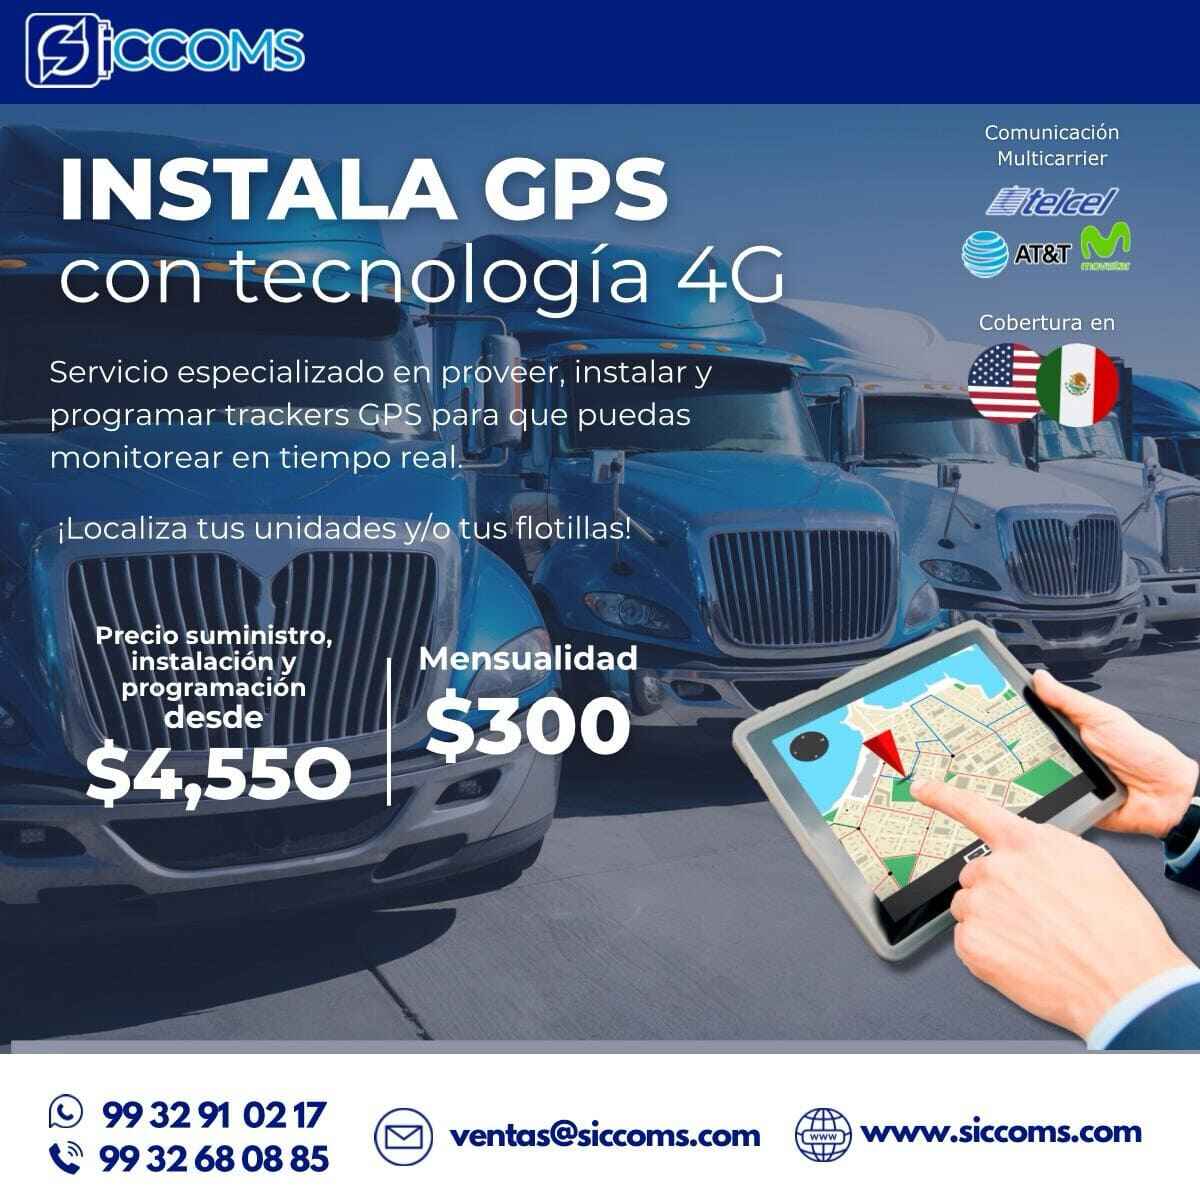 SiCCOMS
Comunicación
Multicarrier
telcel
AT&T
movistar
Cobertura en
INSTALA GPS
con tecnología 4G
Servicio especializado en proveer, instalar y
programar trackers GPS para que puedas
monitorear en tiempo real.
¡Localiza tus unidades y/o tus flotillas!
Precio suministro,
instalación y
programación
desde
$4,550
Mensualidad
$300
99 32 91 02 17
99 32 68 08 85
ventas@siccoms.com
www
www.siccoms.com